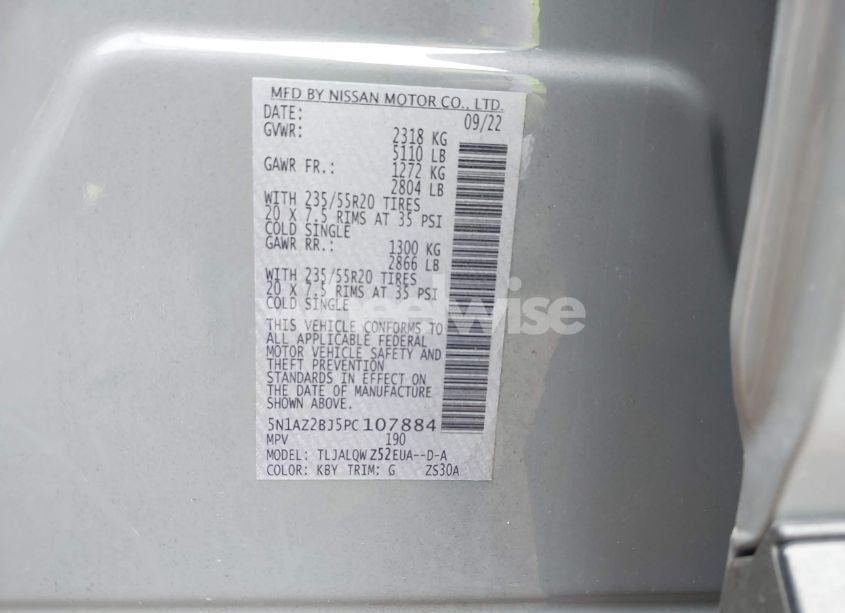 MFD BY NISSAN MOTOR CO., LTD.
DATE: 09/22
GVWR: 2318 KG
5110 LB
GAWR FR.: 1272 KG
2804 LB
WITH 235/55R20 TIRES
20 X 7.5 RIMS AT 35 PSI
COLD SINGLE
GAWR RR.: 1300 KG
2866 LB
WITH 235/55R20 TIRES
20 X 7.5 RIMS AT 35 PSI
COLD SINGLE
wheelwise
THIS VEHICLE CONFORMS TO
ALL APPLICABLE FEDERAL
MOTOR VEHICLE SAFETY AND
THEFT PREVENTION
STANDARDS IN EFFECT ON
THE DATE OF MANUFACTURE
SHOWN ABOVE.
5N1AZ2BJ5PC107884
MPV 190
MODEL: TLJALQWZ52EUA--D-A
COLOR: KBY TRIM: G ZS30A